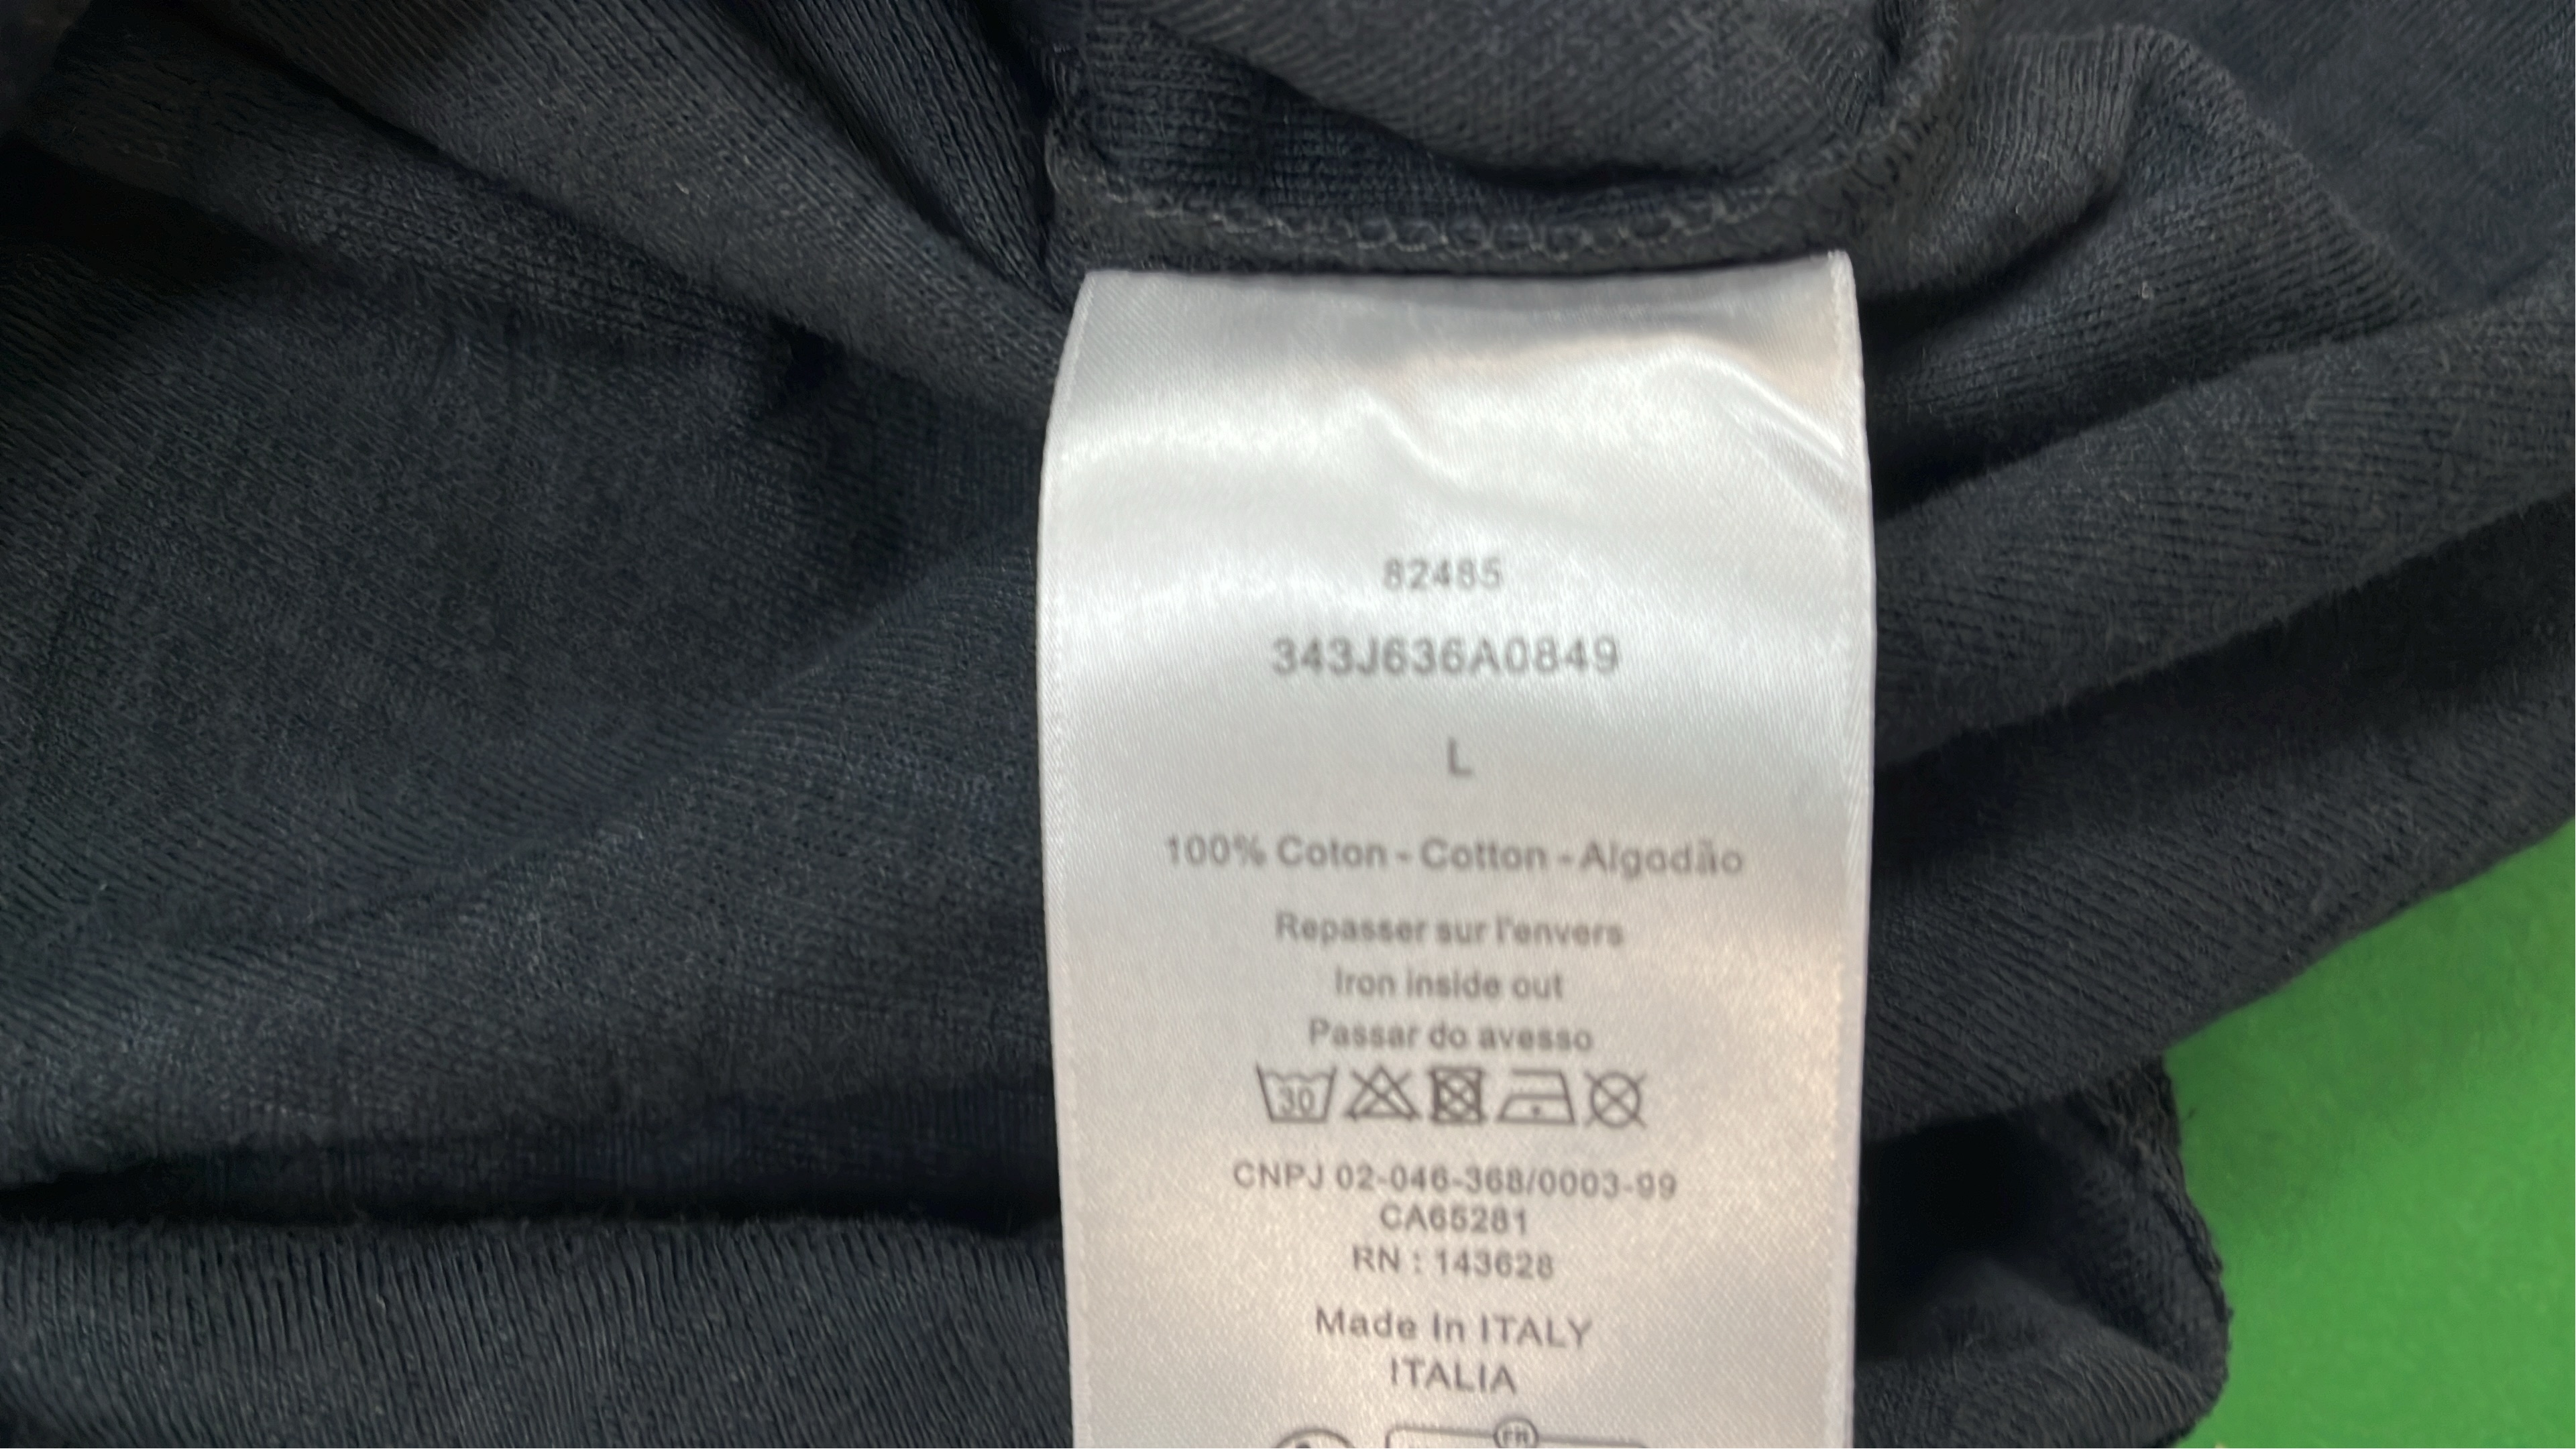 82485
343J636A0849
L
100% Coton - Cotton - Algodão
Repasser sur l'envers
Iron inside out
Passar do avesso
30
CNPJ 02-046-368/0003-99
CA65281
RN : 143628
Made In ITALY
ITALIA
FR